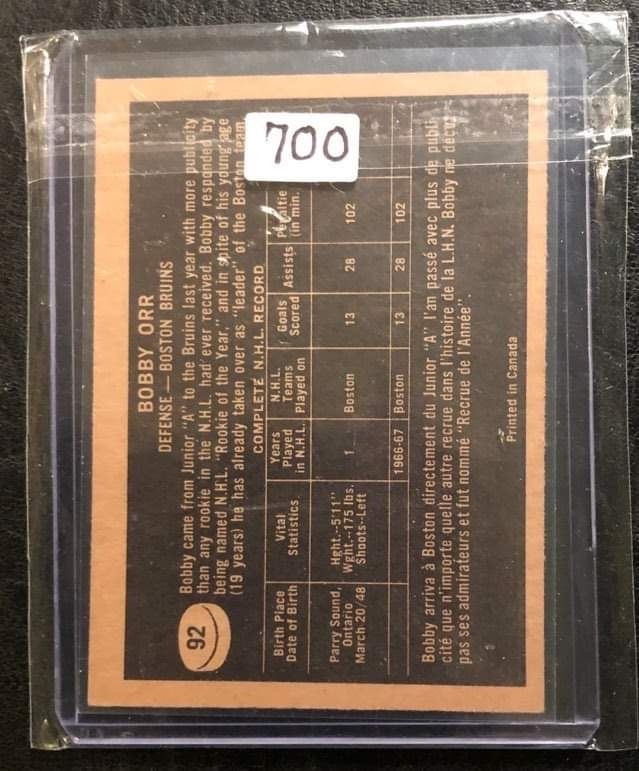 700
92
BOBBY ORR
DEFENSE — BOSTON BRUINS
Bobby came from Junior "A" to the Bruins last year with more publicity
than any rookie in the N.H.L. had ever received. Bobby responded by
being named N.H.L. "Rookie of the Year," and in spite of his young age
(19 years) he has already taken over as "leader" of the Boston team
COMPLETE N.H.L. RECORD
Birth Place Date of Birth | Vital Statistics | Years Played in N.H.L. | N.H.L. Teams Played on | Goals Scored | Assists | Penalties (in min.
Parry Sound, Ontario March 20/48 | Hght.--5'11" Wght.--175 lbs. Shoots--Left | 1 | Boston | 13 | 28 | 102
1966-67 | Boston | 13 | 28 | 102
Bobby arriva à Boston directement du Junior "A" l'an passé avec plus de publi-
cité que n'importe quelle autre recrue dans l'histoire de la L.H.N. Bobby ne
pas ses admirateurs et fut nommé "Recrue de l'Année".
Printed in Canada